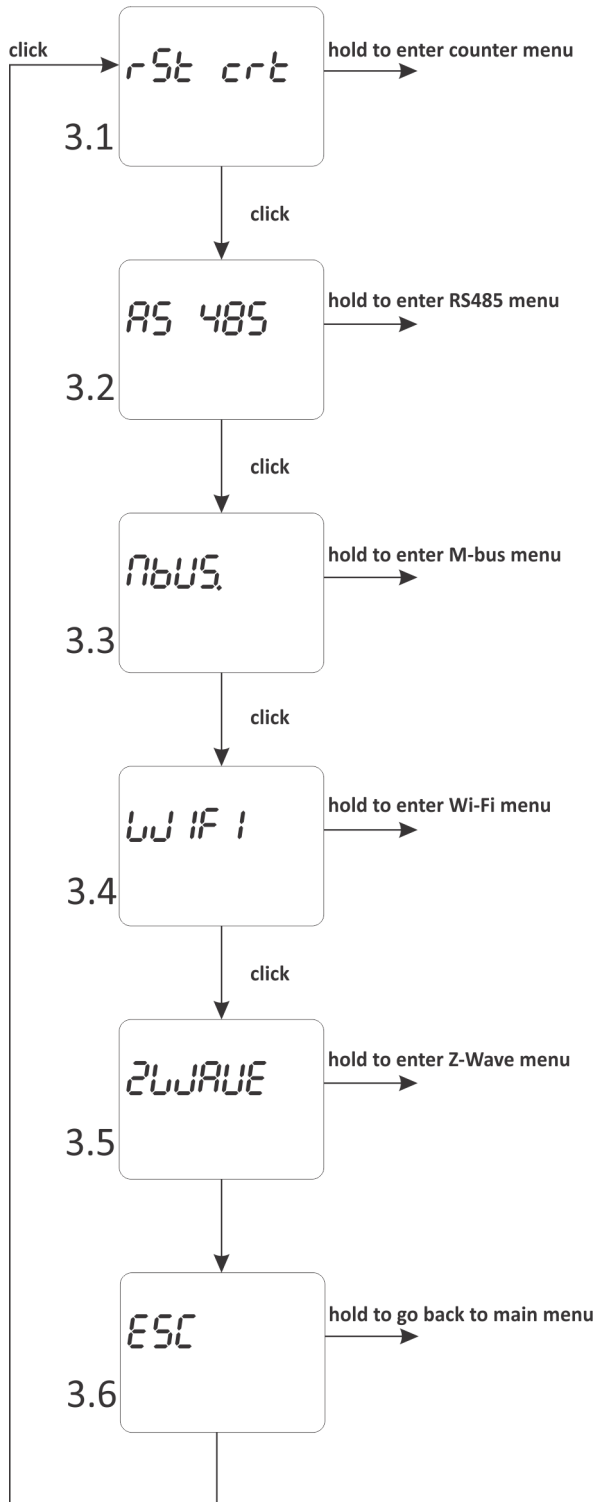 click
rSt crt
hold to enter counter menu
3.1
click
AS 485
hold to enter RS485 menu
3.2
click
MbUS.
hold to enter M-bus menu
3.3
click
WIFI
hold to enter Wi-Fi menu
3.4
click
2WAVE
hold to enter Z-Wave menu
3.5
ESC
hold to go back to main menu
3.6